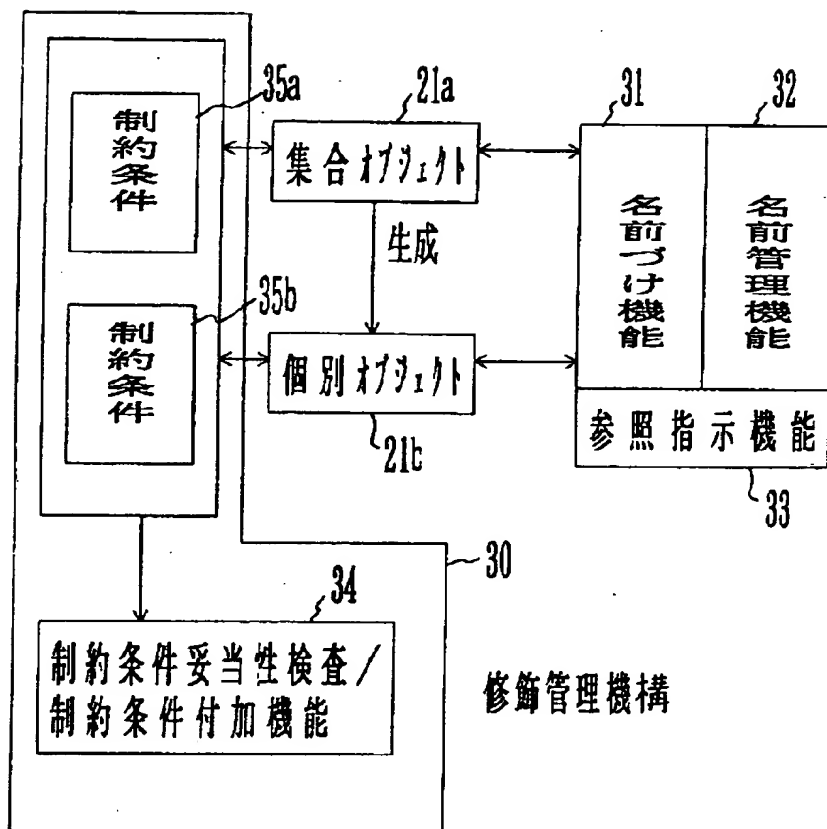 35a
制約条件
21a
集合オブジェクト
31
32
名前づけ機能
名前管理機能
生成
35b
制約条件
個別オブジェクト
21b
参照指示機能
33
30
34
制約条件妥当性検査/
制約条件付加機能
修飾管理機構